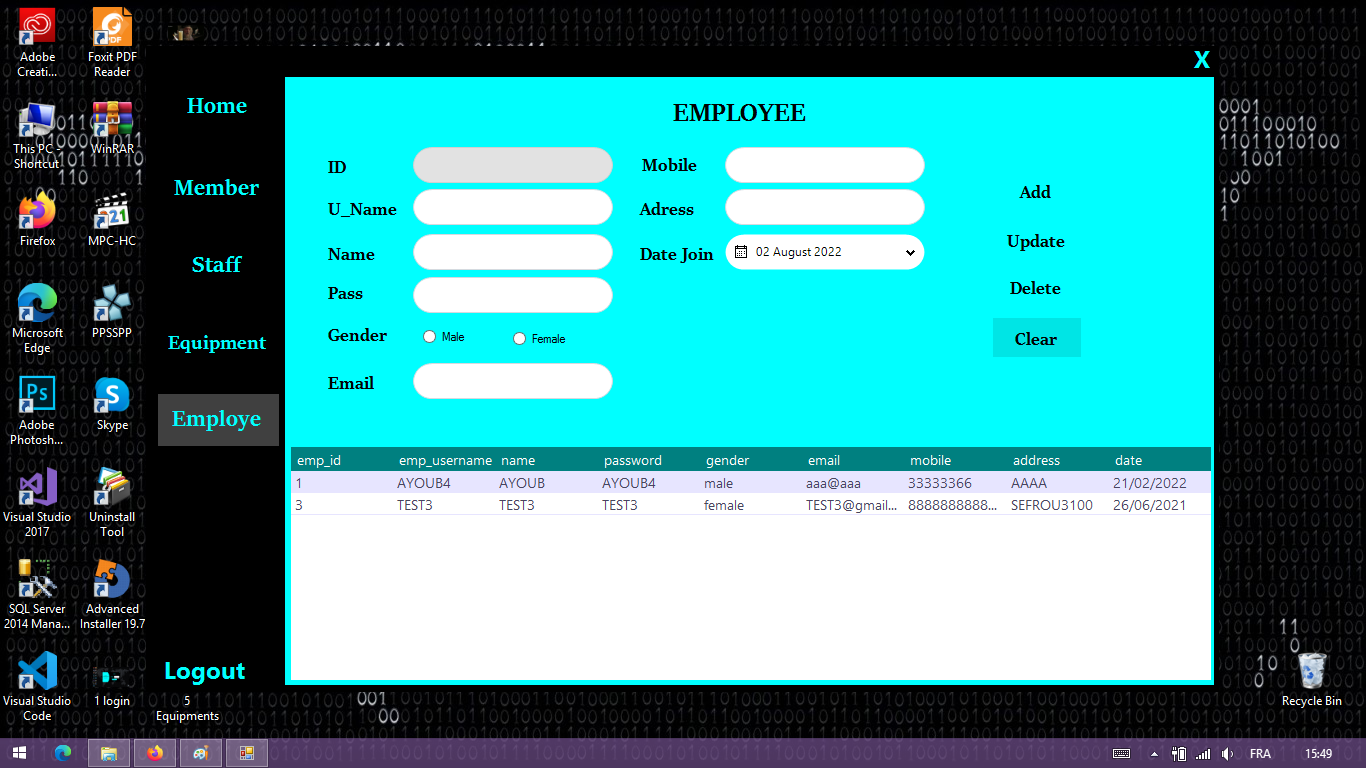 Adobe
Creati...
Foxit PDF
Reader
This PC -
Shortcut
WinRAR
Firefox
MPC-HC
Microsoft
Edge
PPSSPP
Adobe
Photosh...
Skype
Visual Studio
2017
Uninstall
Tool
SQL Server
2014 Mana...
Advanced
Installer 19.7
Visual Studio
Code
1 login
5
Equipments
Recycle Bin
X
Home
Member
Staff
Equipment
Employe
Logout
EMPLOYEE
ID
Mobile
U_Name
Adress
Name
Date Join 02 August 2022
Pass
Gender Male Female
Email
Add
Update
Delete
Clear
emp_id emp_username name password gender email mobile address date
1 AYOUB4 AYOUB AYOUB4 male aaa@aaa 33333366 AAAA 21/02/2022
3 TEST3 TEST3 TEST3 female TEST3@gmail... 8888888888... SEFROU3100 26/06/2021
FRA
15:49